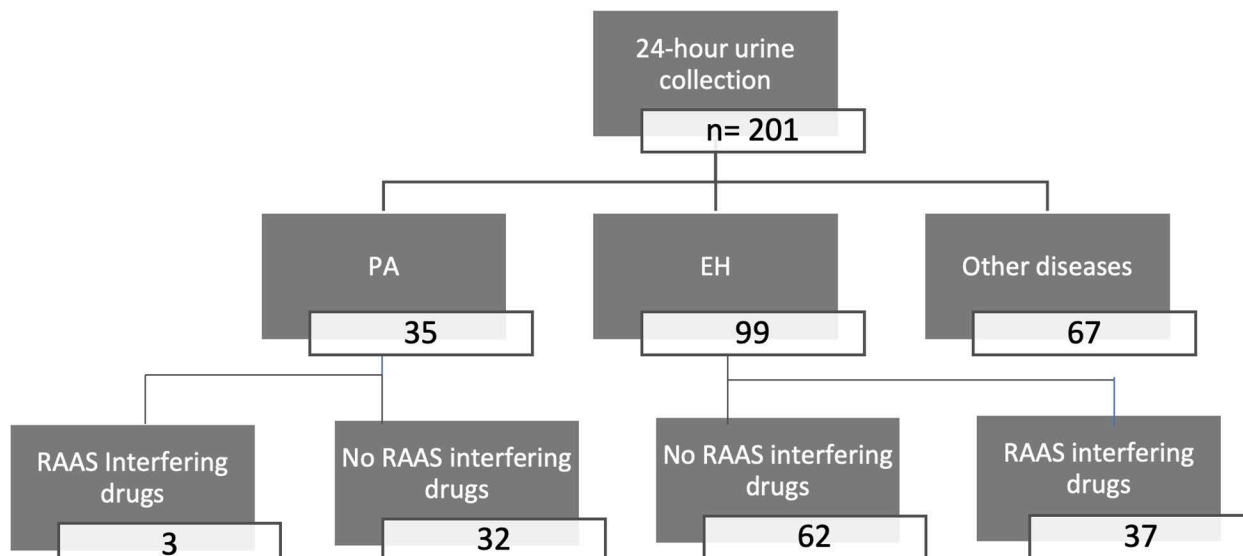 24-hour urine
collection
n= 201
PA
35
EH
99
Other diseases
67
RAAS Interfering
drugs
3
No RAAS interfering
drugs
32
No RAAS interfering
drugs
62
RAAS interfering
drugs
37